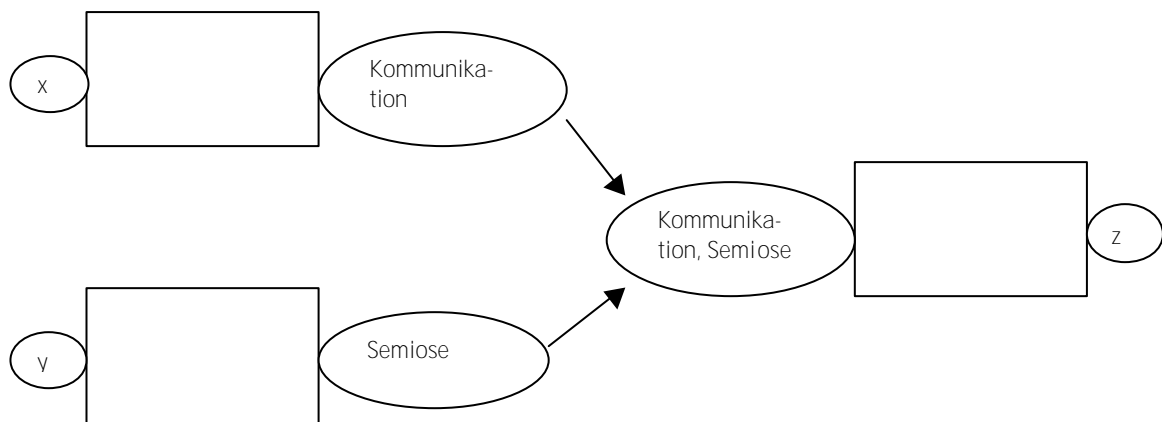 x
Kommunika-
tion
Kommunika-
tion, Semiose
z
y
Semiose